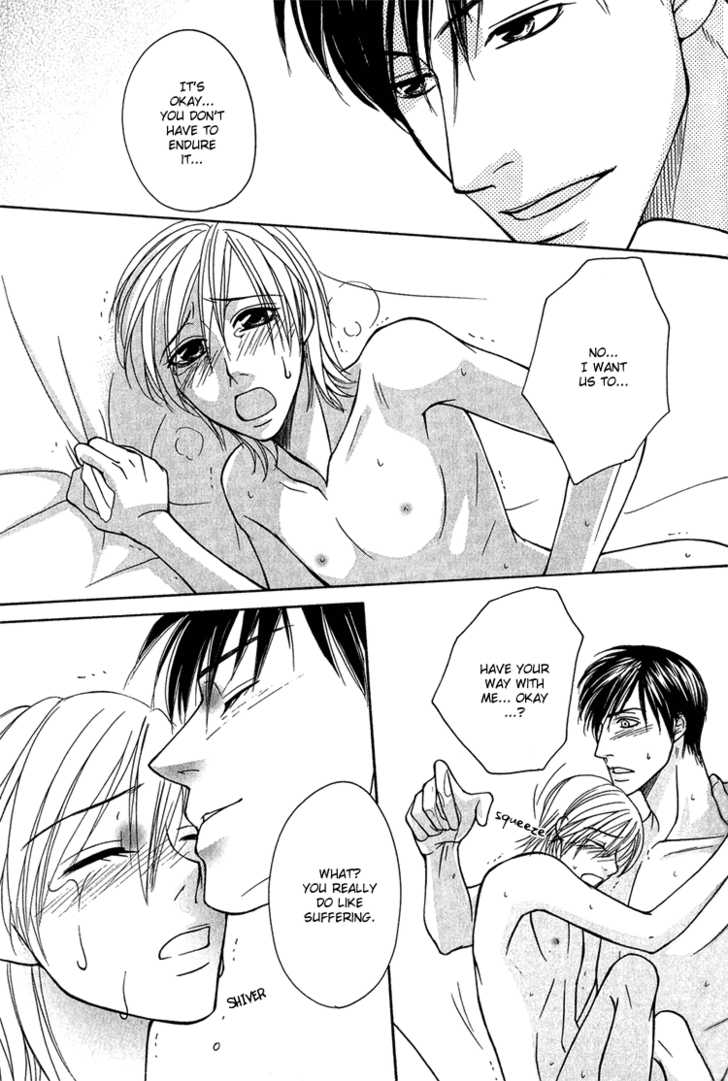 IT'S
OKAY...
YOU DON'T
HAVE TO
ENDURE
IT...
NO...
I WANT
US TO...
HAVE YOUR
WAY WITH
ME... OKAY
...?
squeeze
WHAT?
YOU REALLY
DO LIKE
SUFFERING.
SHIVER